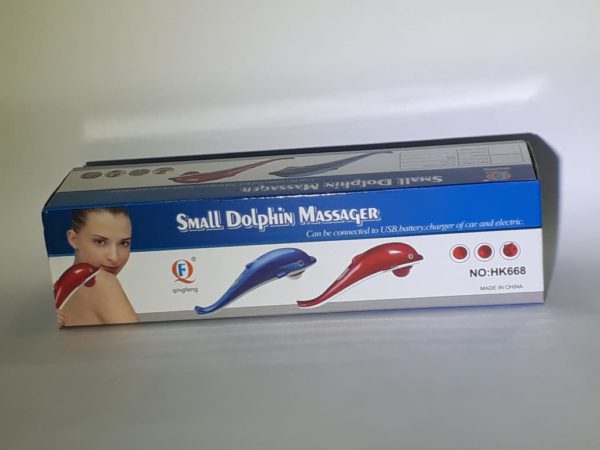 SMALL DOLPHIN MASSAGER
SMALL DOLPHIN MASSAGER
Can be connected to USB,battery,charger of car and electric.
QF
qingfeng
NO:HK668
MADE IN CHINA